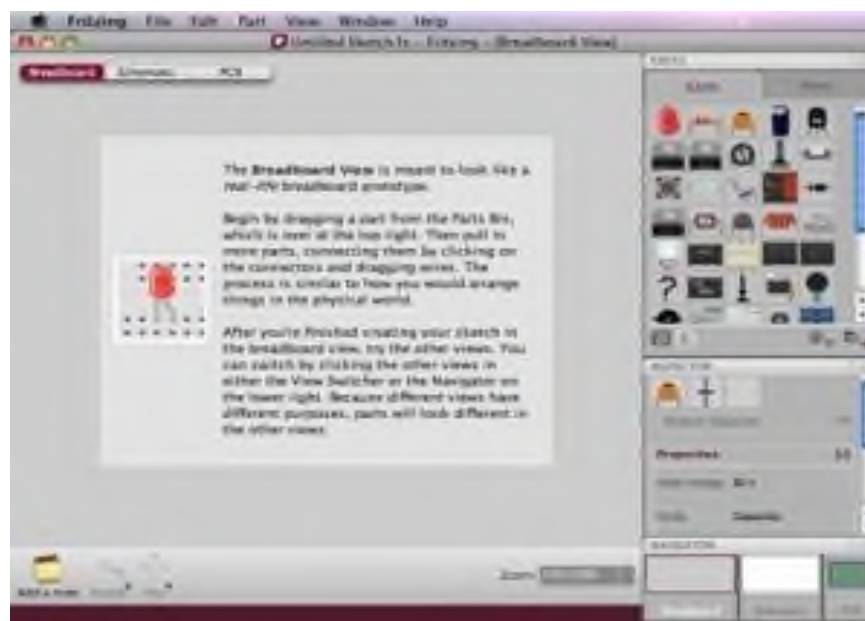 Fritzing File Edit Part View Window Help
Untitled Sketch 1s - Fritzing - [Breadboard View]
Breadboard Schematic PCB
The Breadboard View is meant to look like a
real-life breadboard prototype.
Begin by dragging a part from the Parts Bin,
which is over at the top right. Then pull in
more parts, connecting them by clicking on
the connectors and dragging wires. The
process is similar to how you would arrange
things in the physical world.
After you're finished creating your sketch in
the breadboard view, try the other views. You
can switch by clicking the other views in
either the View Switcher or the Navigator on
the lower right. Because different views have
different purposes, parts will look different in
the other views.
Properties
Add a note
Zoom
NAVIGATOR